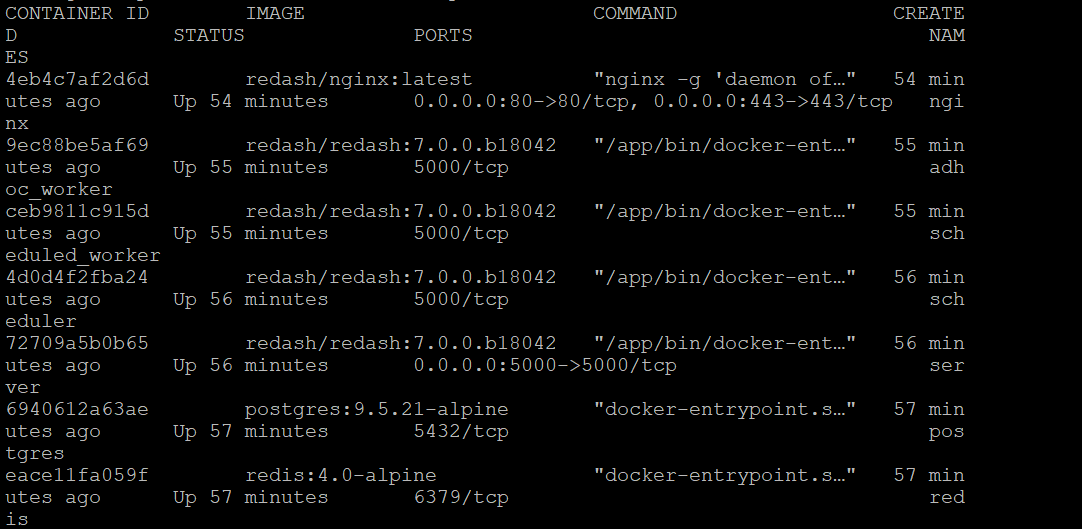 CONTAINER ID        IMAGE                        COMMAND                  CREATE
D              STATUS              PORTS                                      NAM
ES
4eb4c7af2d6d        redash/nginx:latest          "nginx -g 'daemon of…"   54 min
utes ago      Up 54 minutes       0.0.0.0:80->80/tcp, 0.0.0.0:443->443/tcp   ngi
nx
9ec88be5af69        redash/redash:7.0.0.b18042   "/app/bin/docker-ent…"   55 min
utes ago      Up 55 minutes       5000/tcp                                   adh
oc_worker
ceb9811c915d        redash/redash:7.0.0.b18042   "/app/bin/docker-ent…"   55 min
utes ago      Up 55 minutes       5000/tcp                                   sch
eduled_worker
4d0d4f2fba24        redash/redash:7.0.0.b18042   "/app/bin/docker-ent…"   56 min
utes ago      Up 56 minutes       5000/tcp                                   sch
eduler
72709a5b0b65        redash/redash:7.0.0.b18042   "/app/bin/docker-ent…"   56 min
utes ago      Up 56 minutes       0.0.0.0:5000->5000/tcp                     ser
ver
6940612a63ae        postgres:9.5.21-alpine       "docker-entrypoint.s…"   57 min
utes ago      Up 57 minutes       5432/tcp                                   pos
tgres
eace11fa059f        redis:4.0-alpine             "docker-entrypoint.s…"   57 min
utes ago      Up 57 minutes       6379/tcp                                   red
is